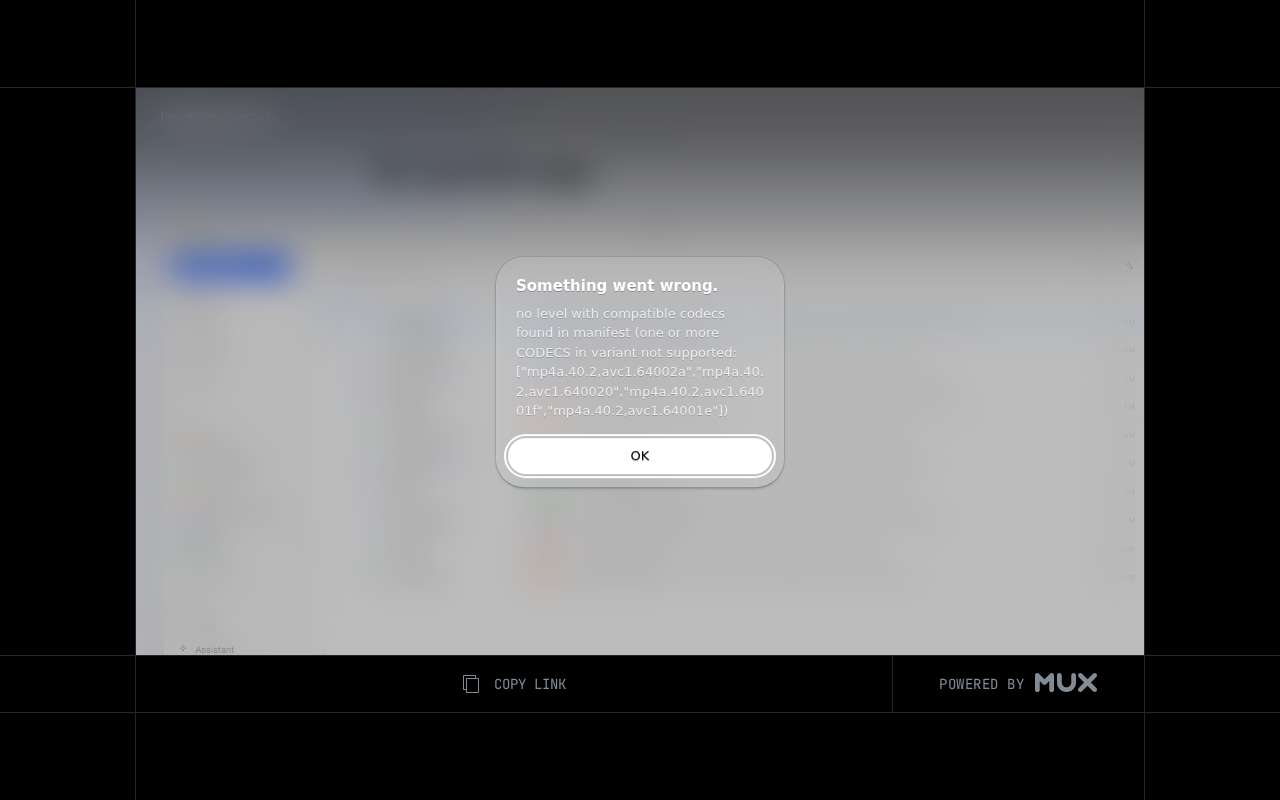 Something went wrong.
no level with compatible codecs
found in manifest (one or more
CODECS in variant not supported:
["mp4a.40.2,avc1.64002a","mp4a.40.
2,avc1.640020","mp4a.40.2,avc1.640
01f","mp4a.40.2,avc1.64001e"])
OK
Assistant
COPY LINK
POWERED BY MUX